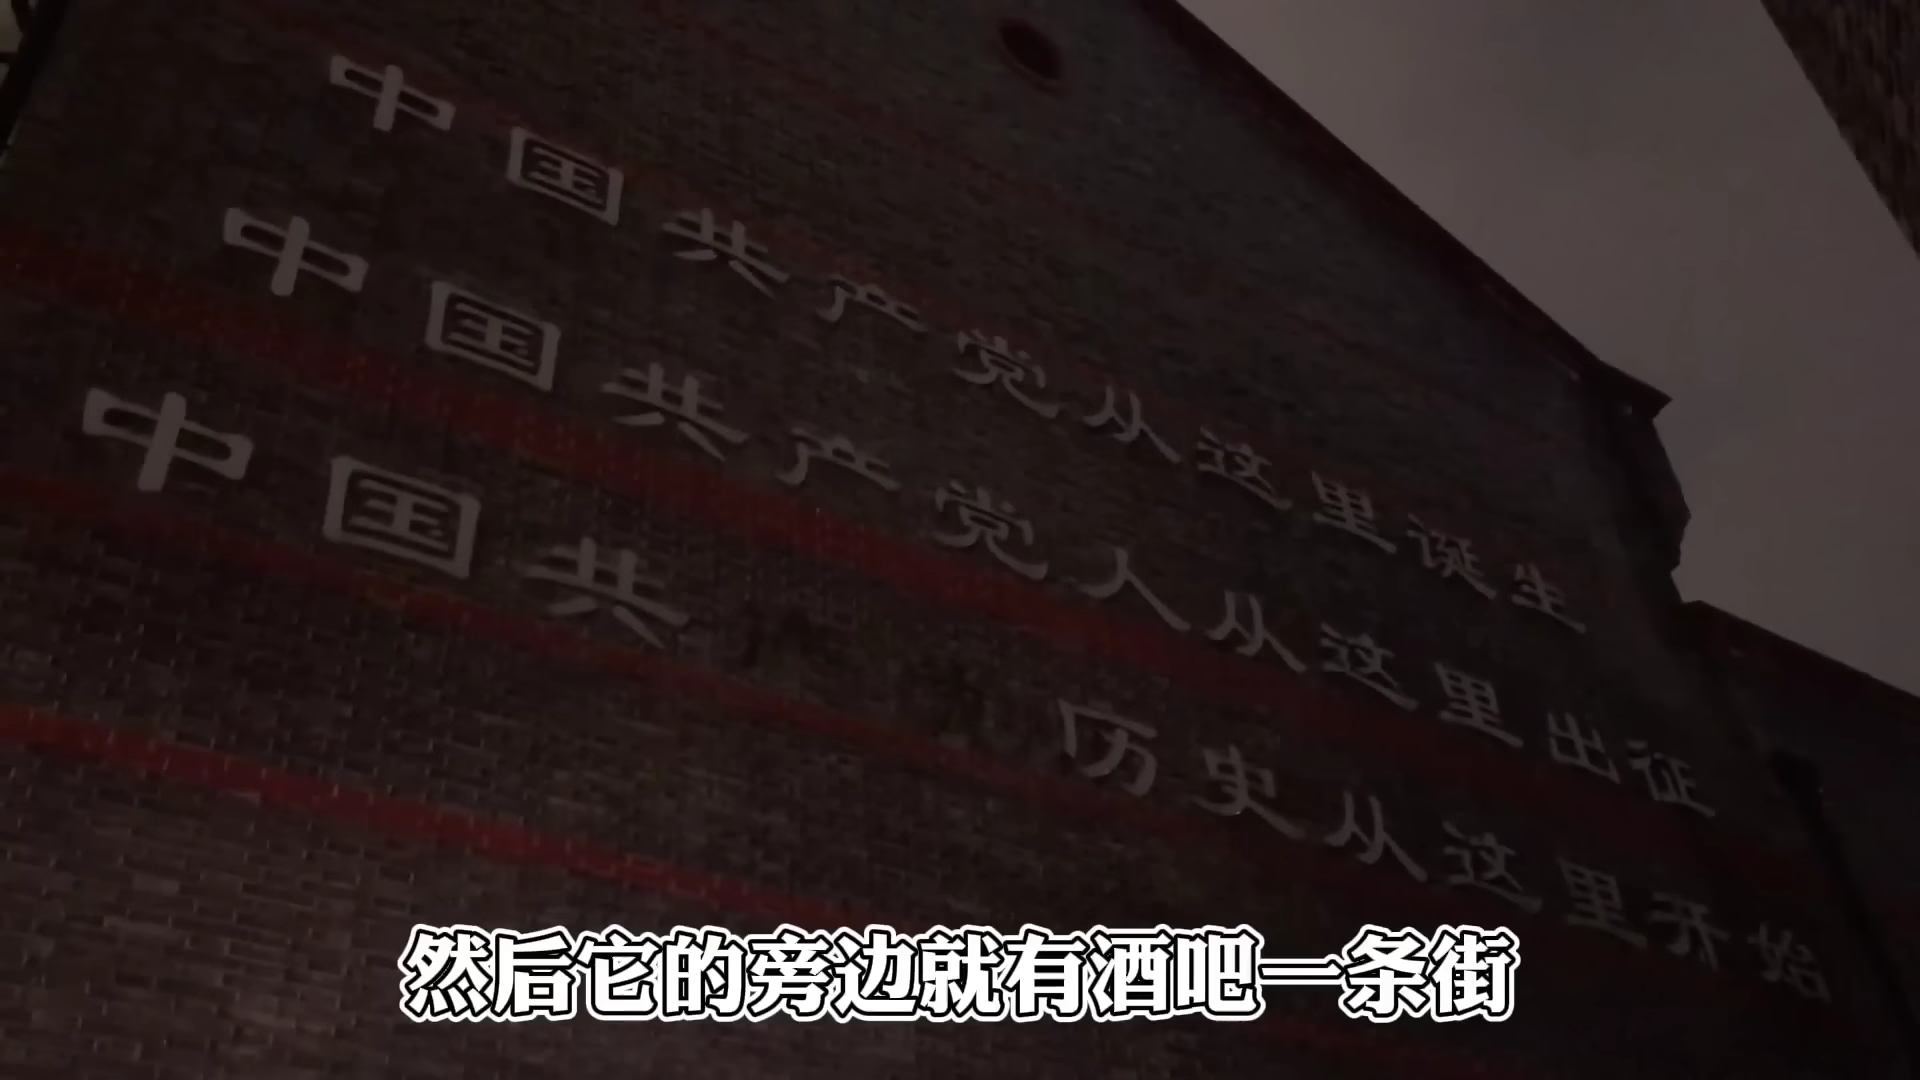 中国共产党从这里诞生
中国共产党人从这里出征
中国共 历史从这里开始
然后它的旁边就有酒吧一条街